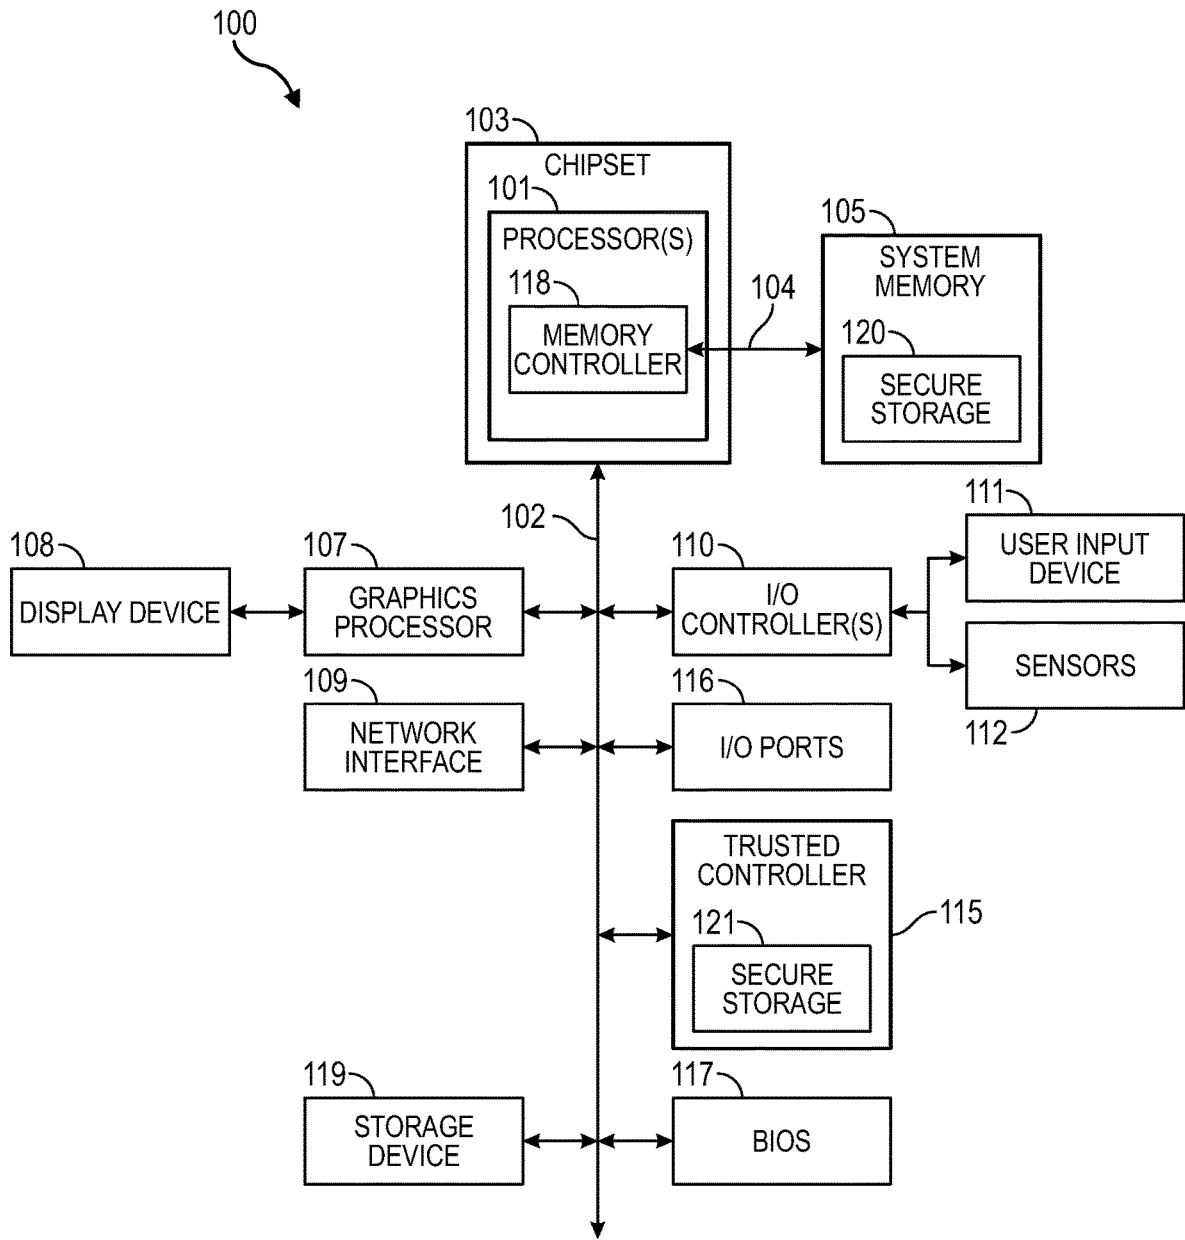 100
103
CHIPSET
101
PROCESSOR(S)
118
MEMORY
CONTROLLER
104
105
SYSTEM
MEMORY
120
SECURE
STORAGE
102
108
DISPLAY DEVICE
107
GRAPHICS
PROCESSOR
110
I/O
CONTROLLER(S)
111
USER INPUT
DEVICE
SENSORS
112
109
NETWORK
INTERFACE
116
I/O PORTS
TRUSTED
CONTROLLER
115
121
SECURE
STORAGE
119
STORAGE
DEVICE
117
BIOS